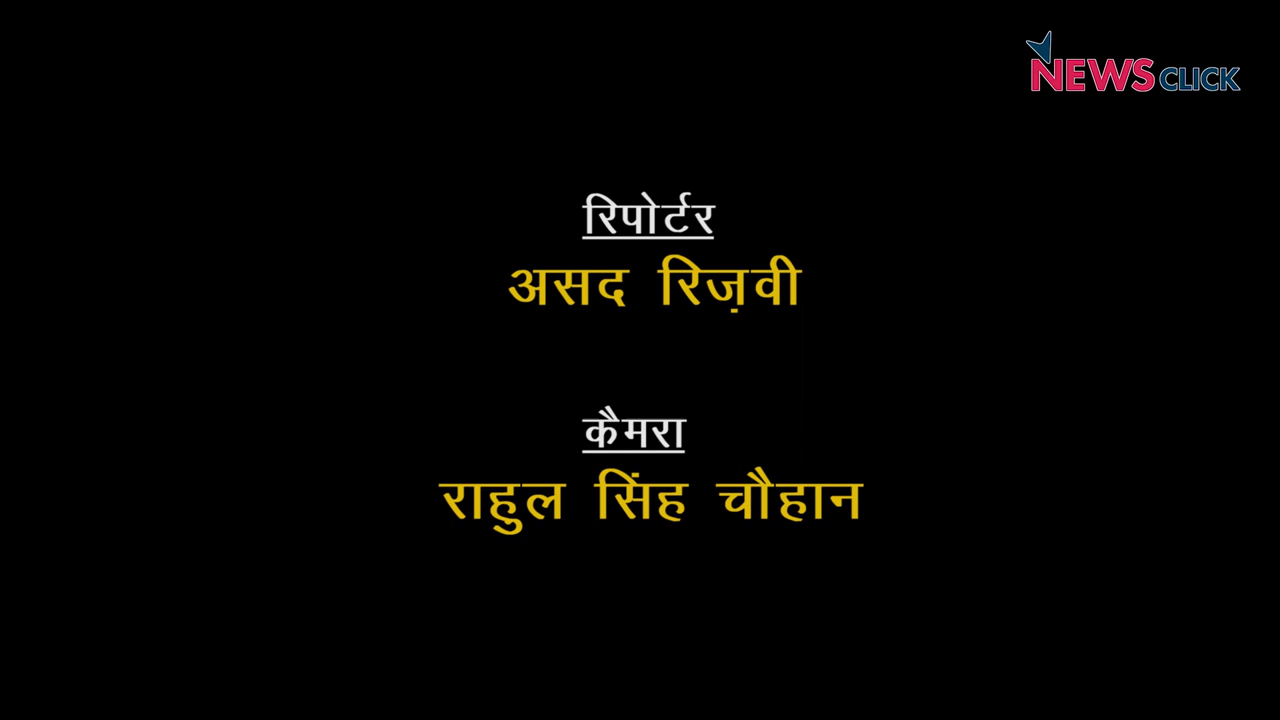 NEWSCLICK
रिपोर्टर
असद रिज़वी
कैमरा
राहुल सिंह चौहान